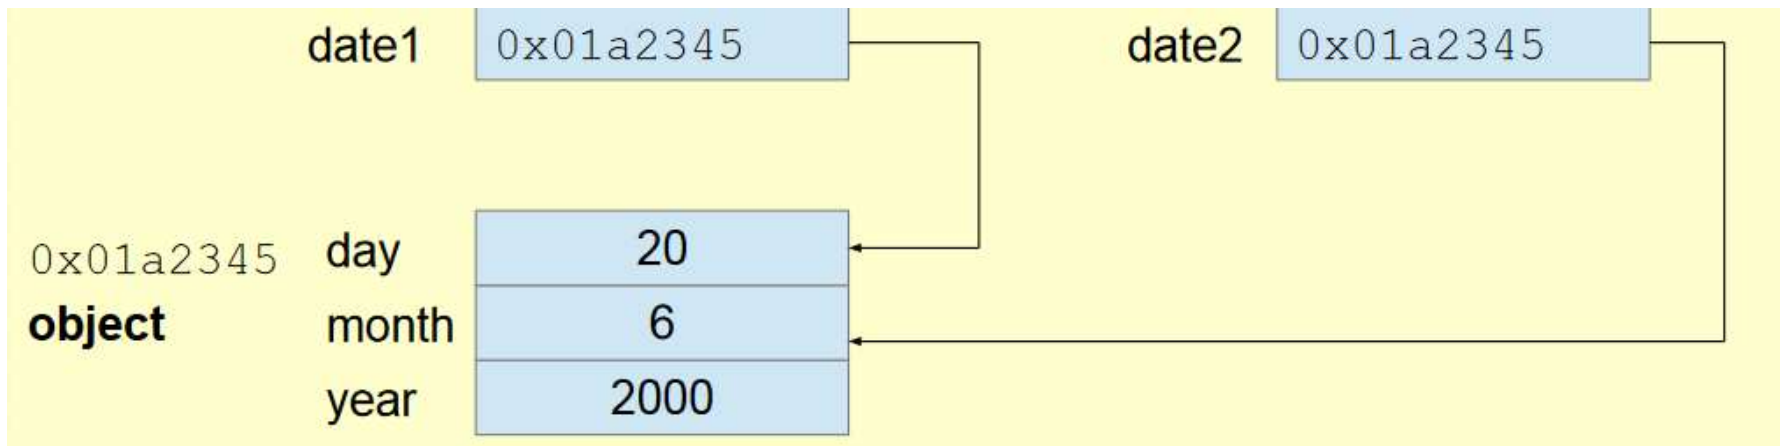 date1 0x01a2345 date2 0x01a2345
0x01a2345 day 20
object month 6
year 2000